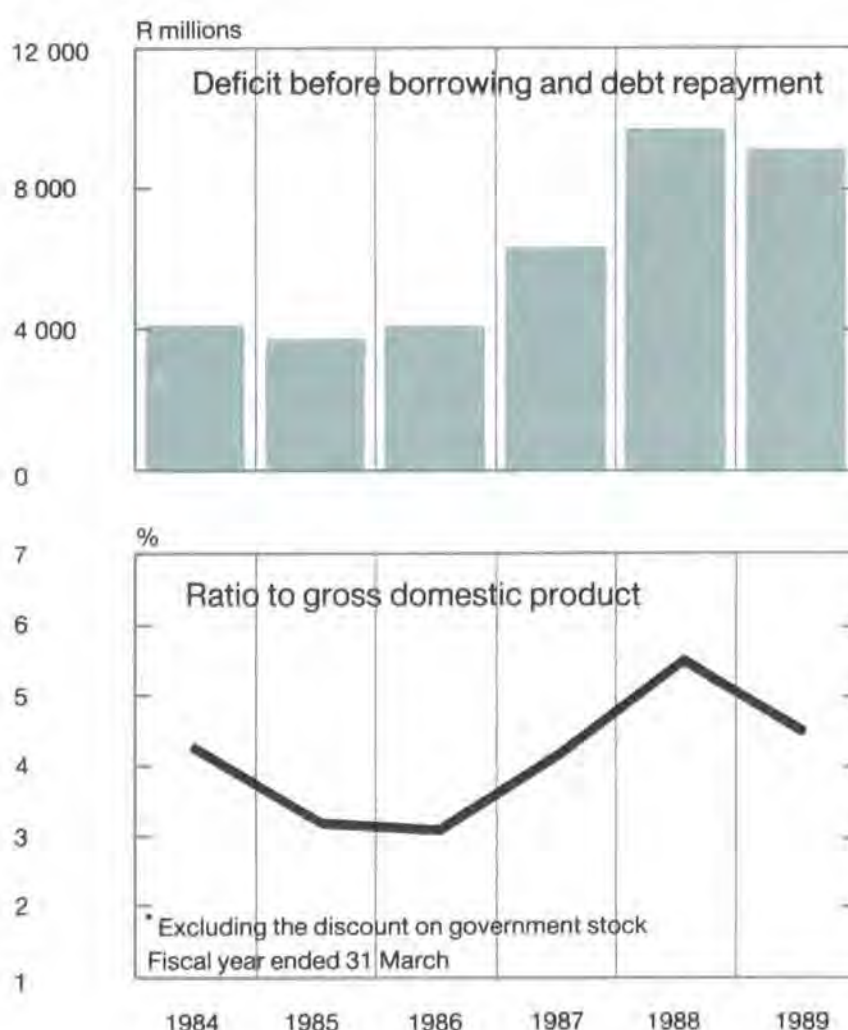 R millions
12 000
Deficit before borrowing and debt repayment
8 000
4 000
0
%
7
Ratio to gross domestic product
6
5
4
3
2
* Excluding the discount on government stock
Fiscal year ended 31 March
1
1984 1985 1986 1987 1988 1989